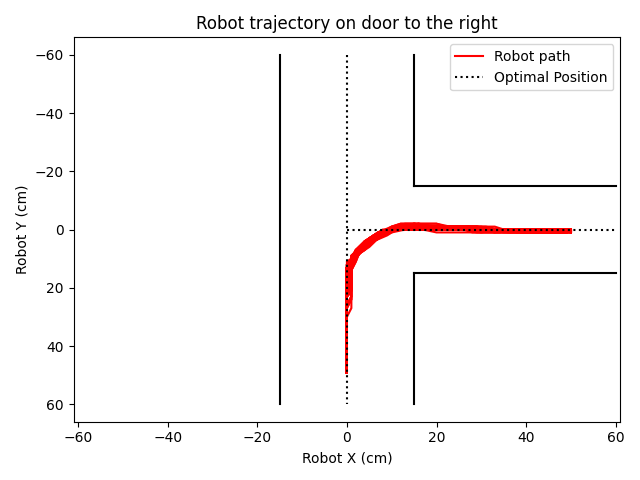 Robot trajectory on door to the right
Robot path
Optimal Position
−60
−40
−20
0
20
40
60
Robot Y (cm)
−60
−40
−20
0
20
40
60
Robot X (cm)